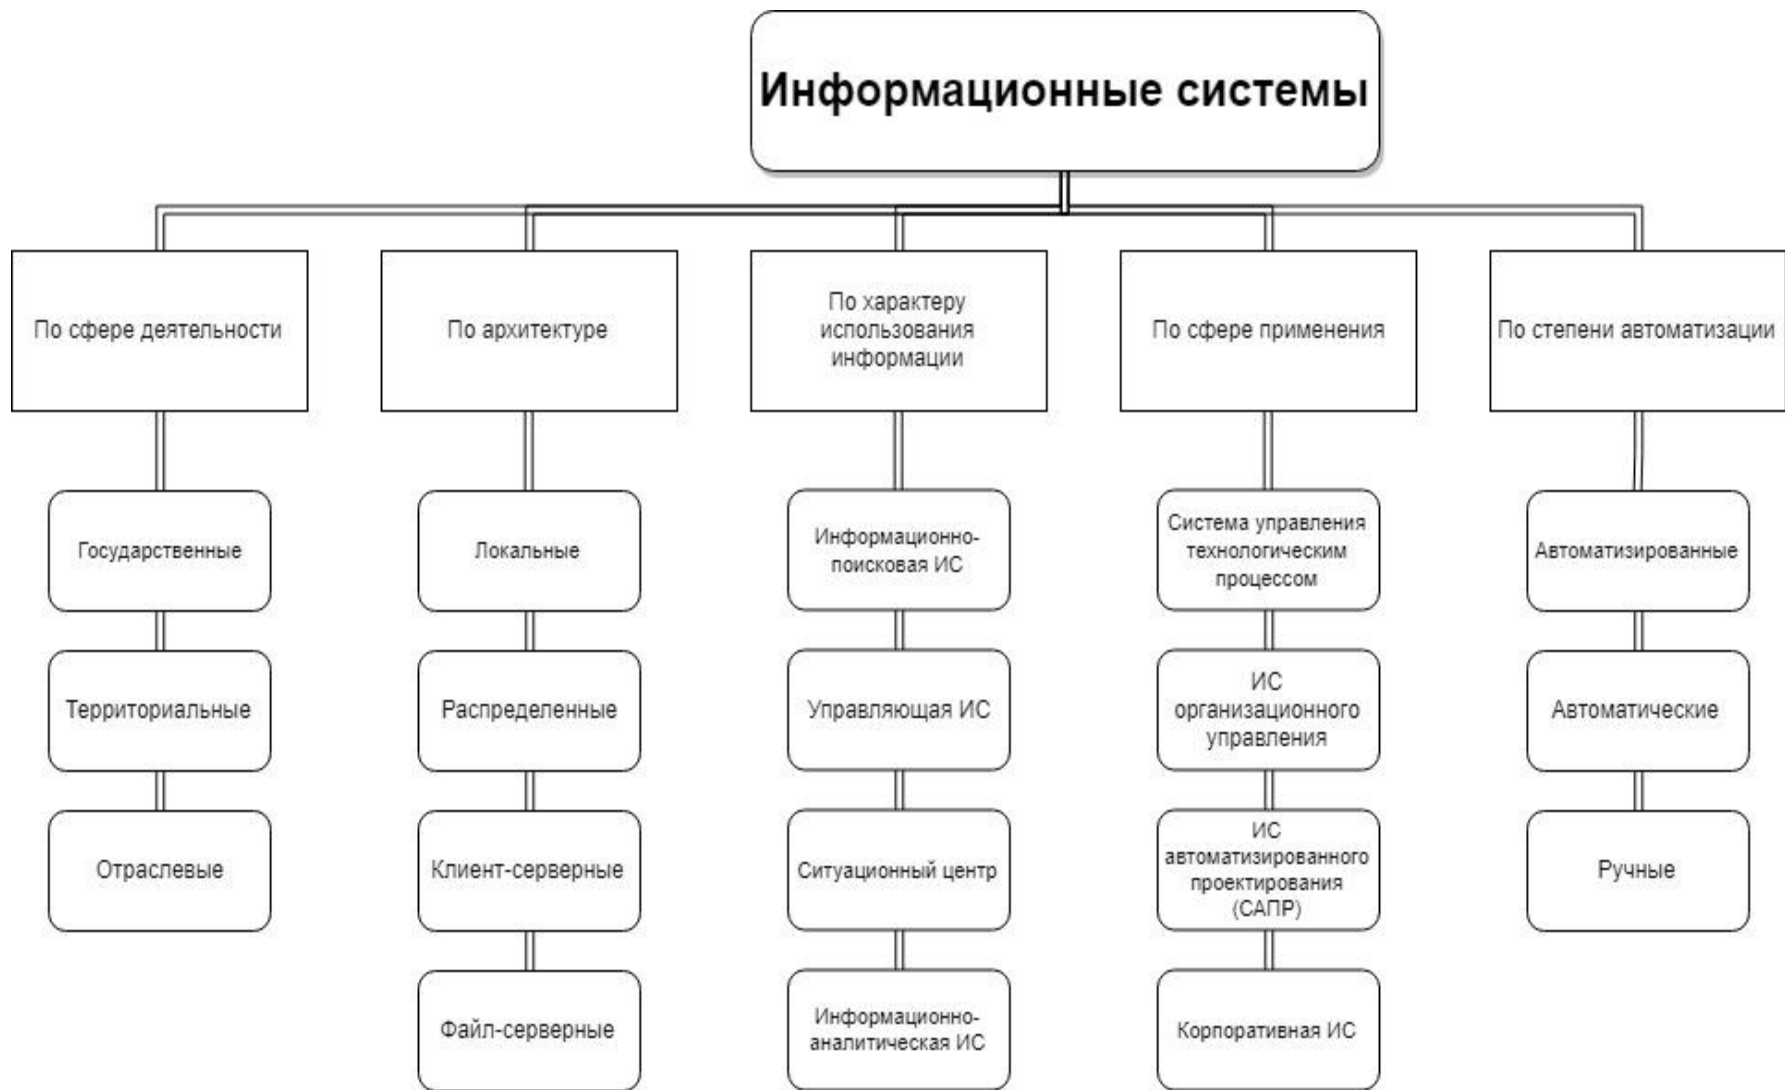 Информационные системы
По сфере деятельности
По архитектуре
По характеру
использования
информации
По сфере применения
По степени автоматизации
Государственные
Локальные
Информационно-
поисковая ИС
Система управления
технологическим
процессом
Автоматизированные
Территориальные
Распределенные
Управляющая ИС
ИС
организационного
управления
Автоматические
Отраслевые
Клиент-серверные
Ситуационный центр
ИС
автоматизированного
проектирования
(САПР)
Ручные
Файл-серверные
Информационно-
аналитическая ИС
Корпоративная ИС